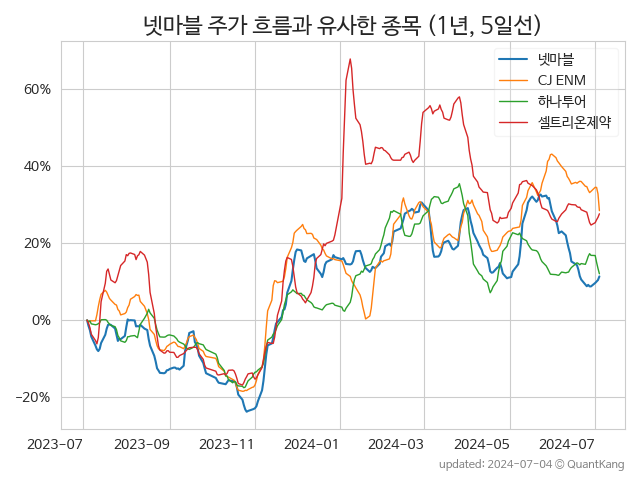 넷마블 주가 흐름과 유사한 종목 (1년, 5일선)
넷마블
CJ ENM
하나투어
셀트리온제약
60%
40%
20%
0%
−20%
2023-07 2023-09 2023-11 2024-01 2024-03 2024-05 2024-07
updated: 2024-07-04 @ QuantKang